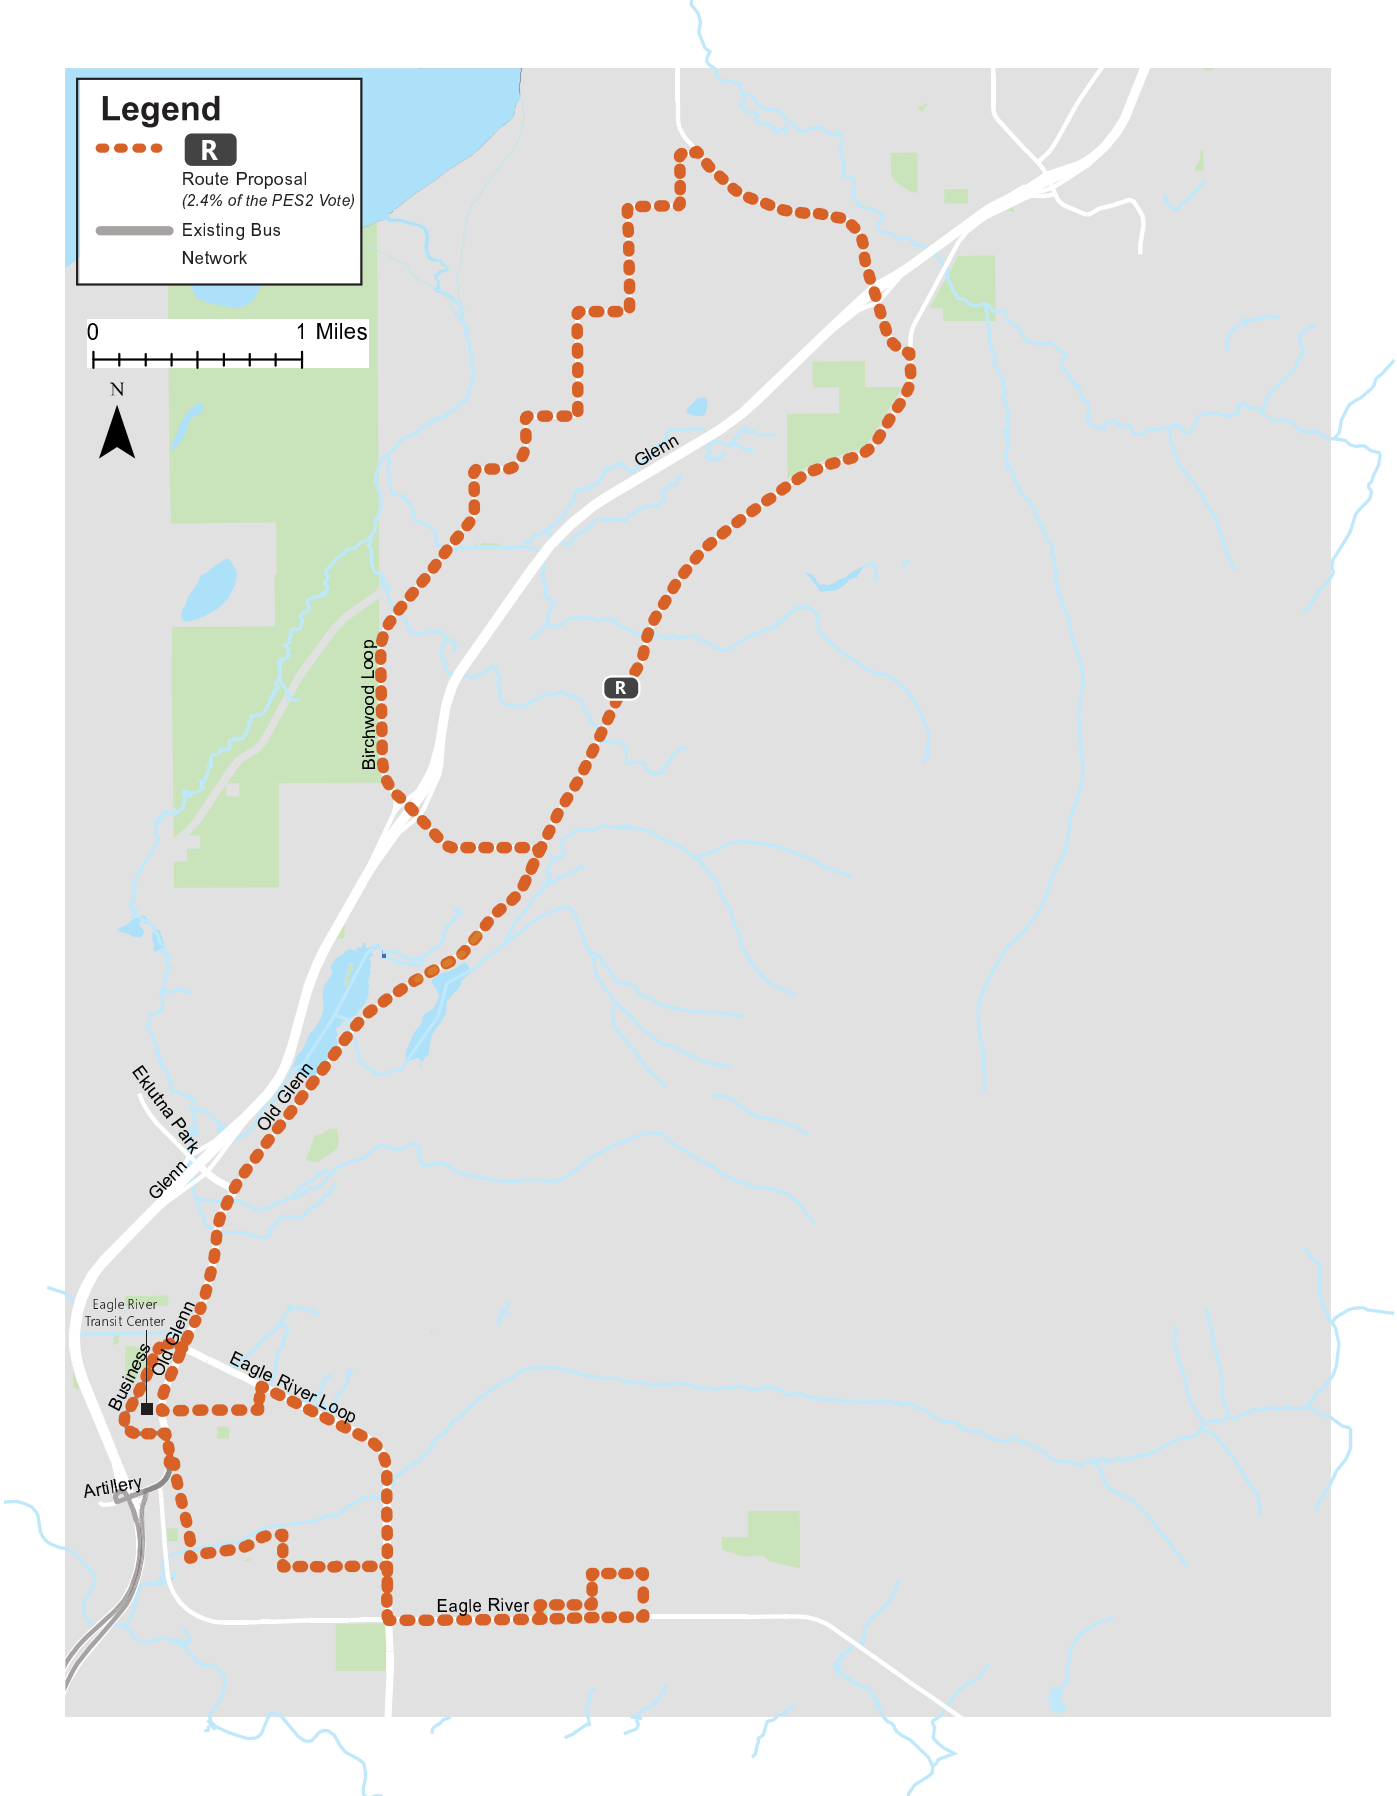 Legend
R
Route Proposal
(2.4% of the PES2 Vote)
Existing Bus
Network
0 1 Miles
N
Glenn
Birchwood Loop
R
Eklutna Park
Old Glenn
Glenn
Eagle River
Transit Center
Old Glenn
Business
Eagle River Loop
Artillery
Eagle River